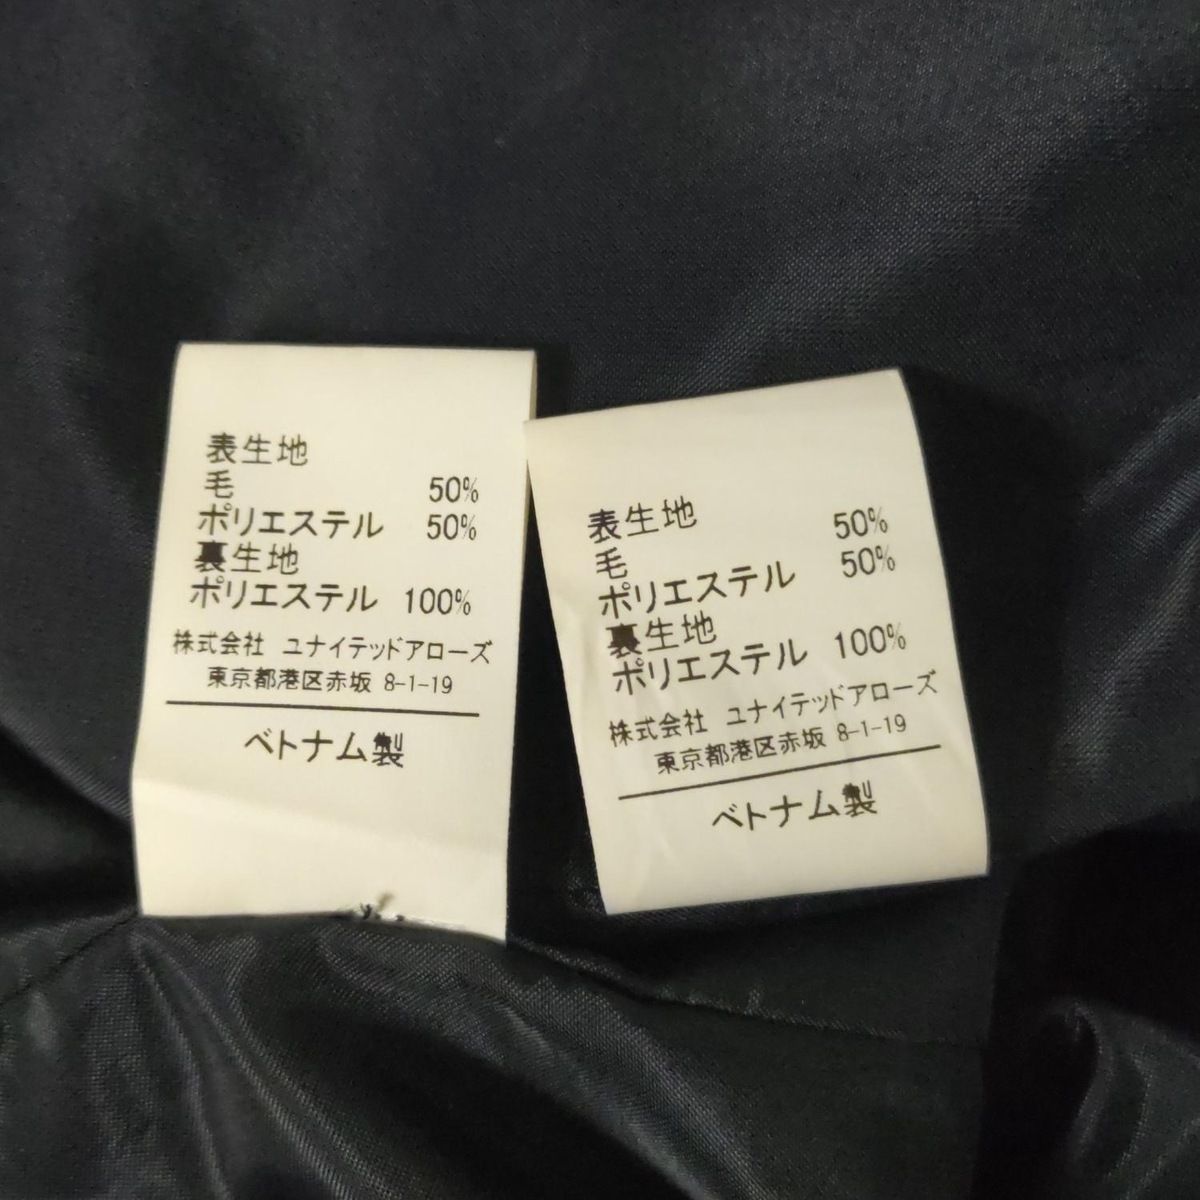 表生地
毛 50%
ポリエステル 50%
裏生地
ポリエステル 100%
株式会社 ユナイテッドアローズ
東京都港区赤坂 8-1-19
ベトナム製
表生地
毛 50%
ポリエステル 50%
裏生地
ポリエステル 100%
株式会社 ユナイテッドアローズ
東京都港区赤坂 8-1-19
ベトナム製